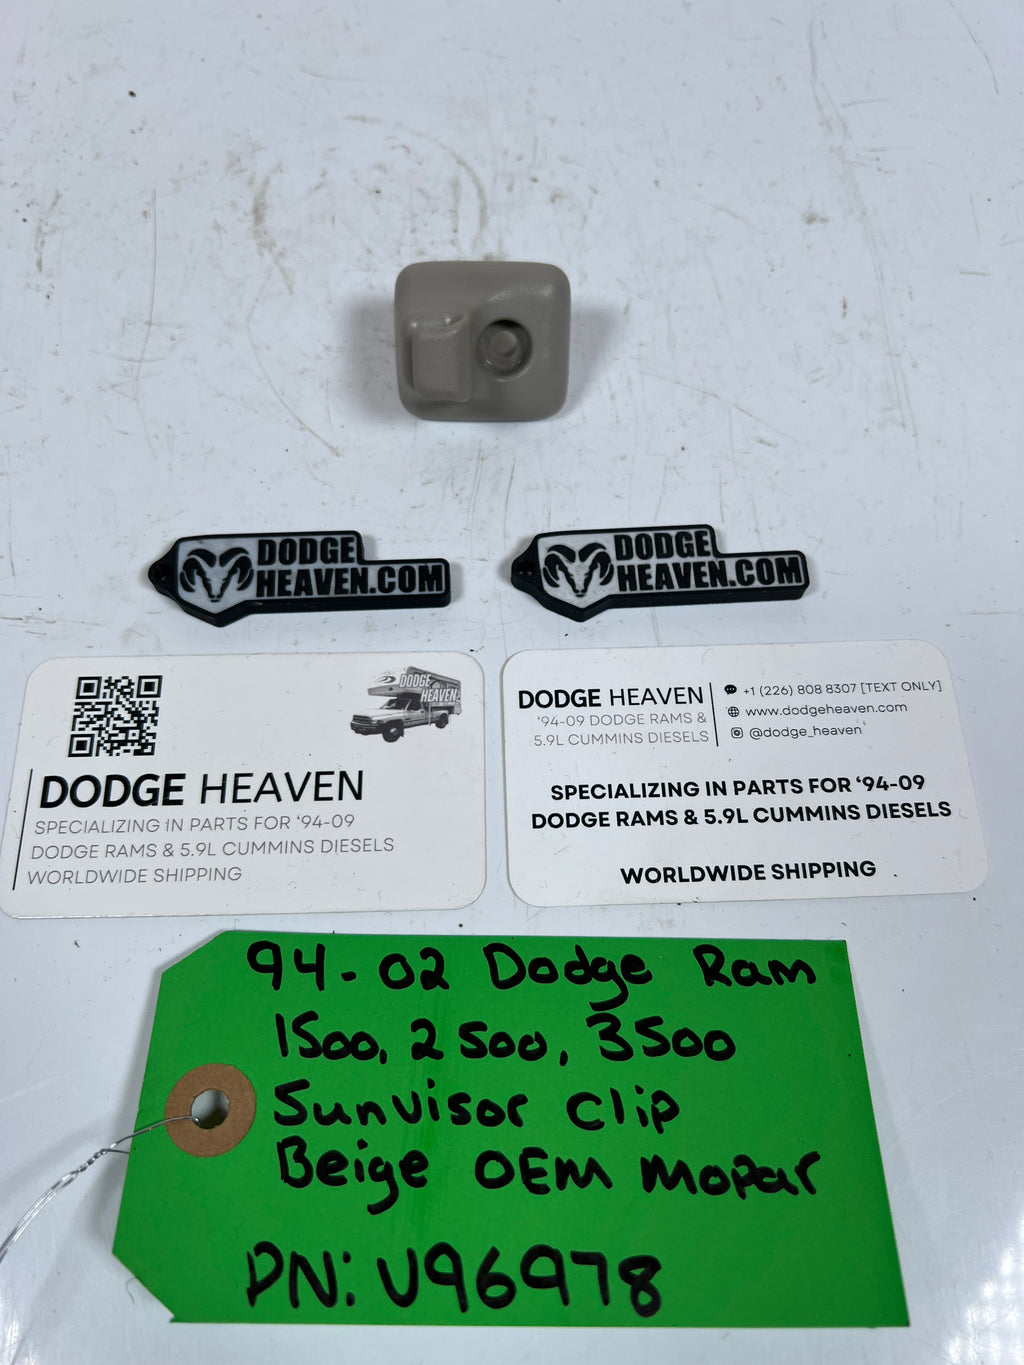 DODGE
HEAVEN.COM
DODGE
HEAVEN.COM
DODGE
HEAVEN
DODGE HEAVEN
SPECIALIZING IN PARTS FOR ‘94-09
DODGE RAMS & 5.9L CUMMINS DIESELS
WORLDWIDE SHIPPING
DODGE HEAVEN
‘94-09 DODGE RAMS &
5.9L CUMMINS DIESELS
+1 (226) 808 8307 [TEXT ONLY]
www.dodgeheaven.com
@dodge_heaven
SPECIALIZING IN PARTS FOR ‘94-09
DODGE RAMS & 5.9L CUMMINS DIESELS
WORLDWIDE SHIPPING
94-02 Dodge Ram
1500, 2500, 3500
Sunvisor Clip
Beige OEM Mopar
PN: U96978